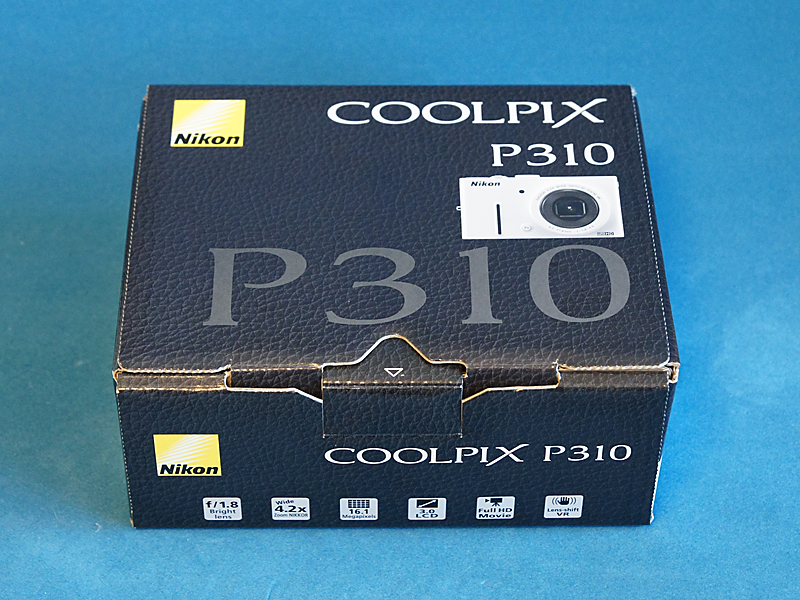 Nikon
COOLPIX
P310
Nikon
P310
Nikon
COOLPIX P310
f/1.8
Bright
lens
Wide
4.2x
Zoom NIKKOR
16.1
Megapixels
3.0
LCD
Full HD
Movie
Lens-shift
VR